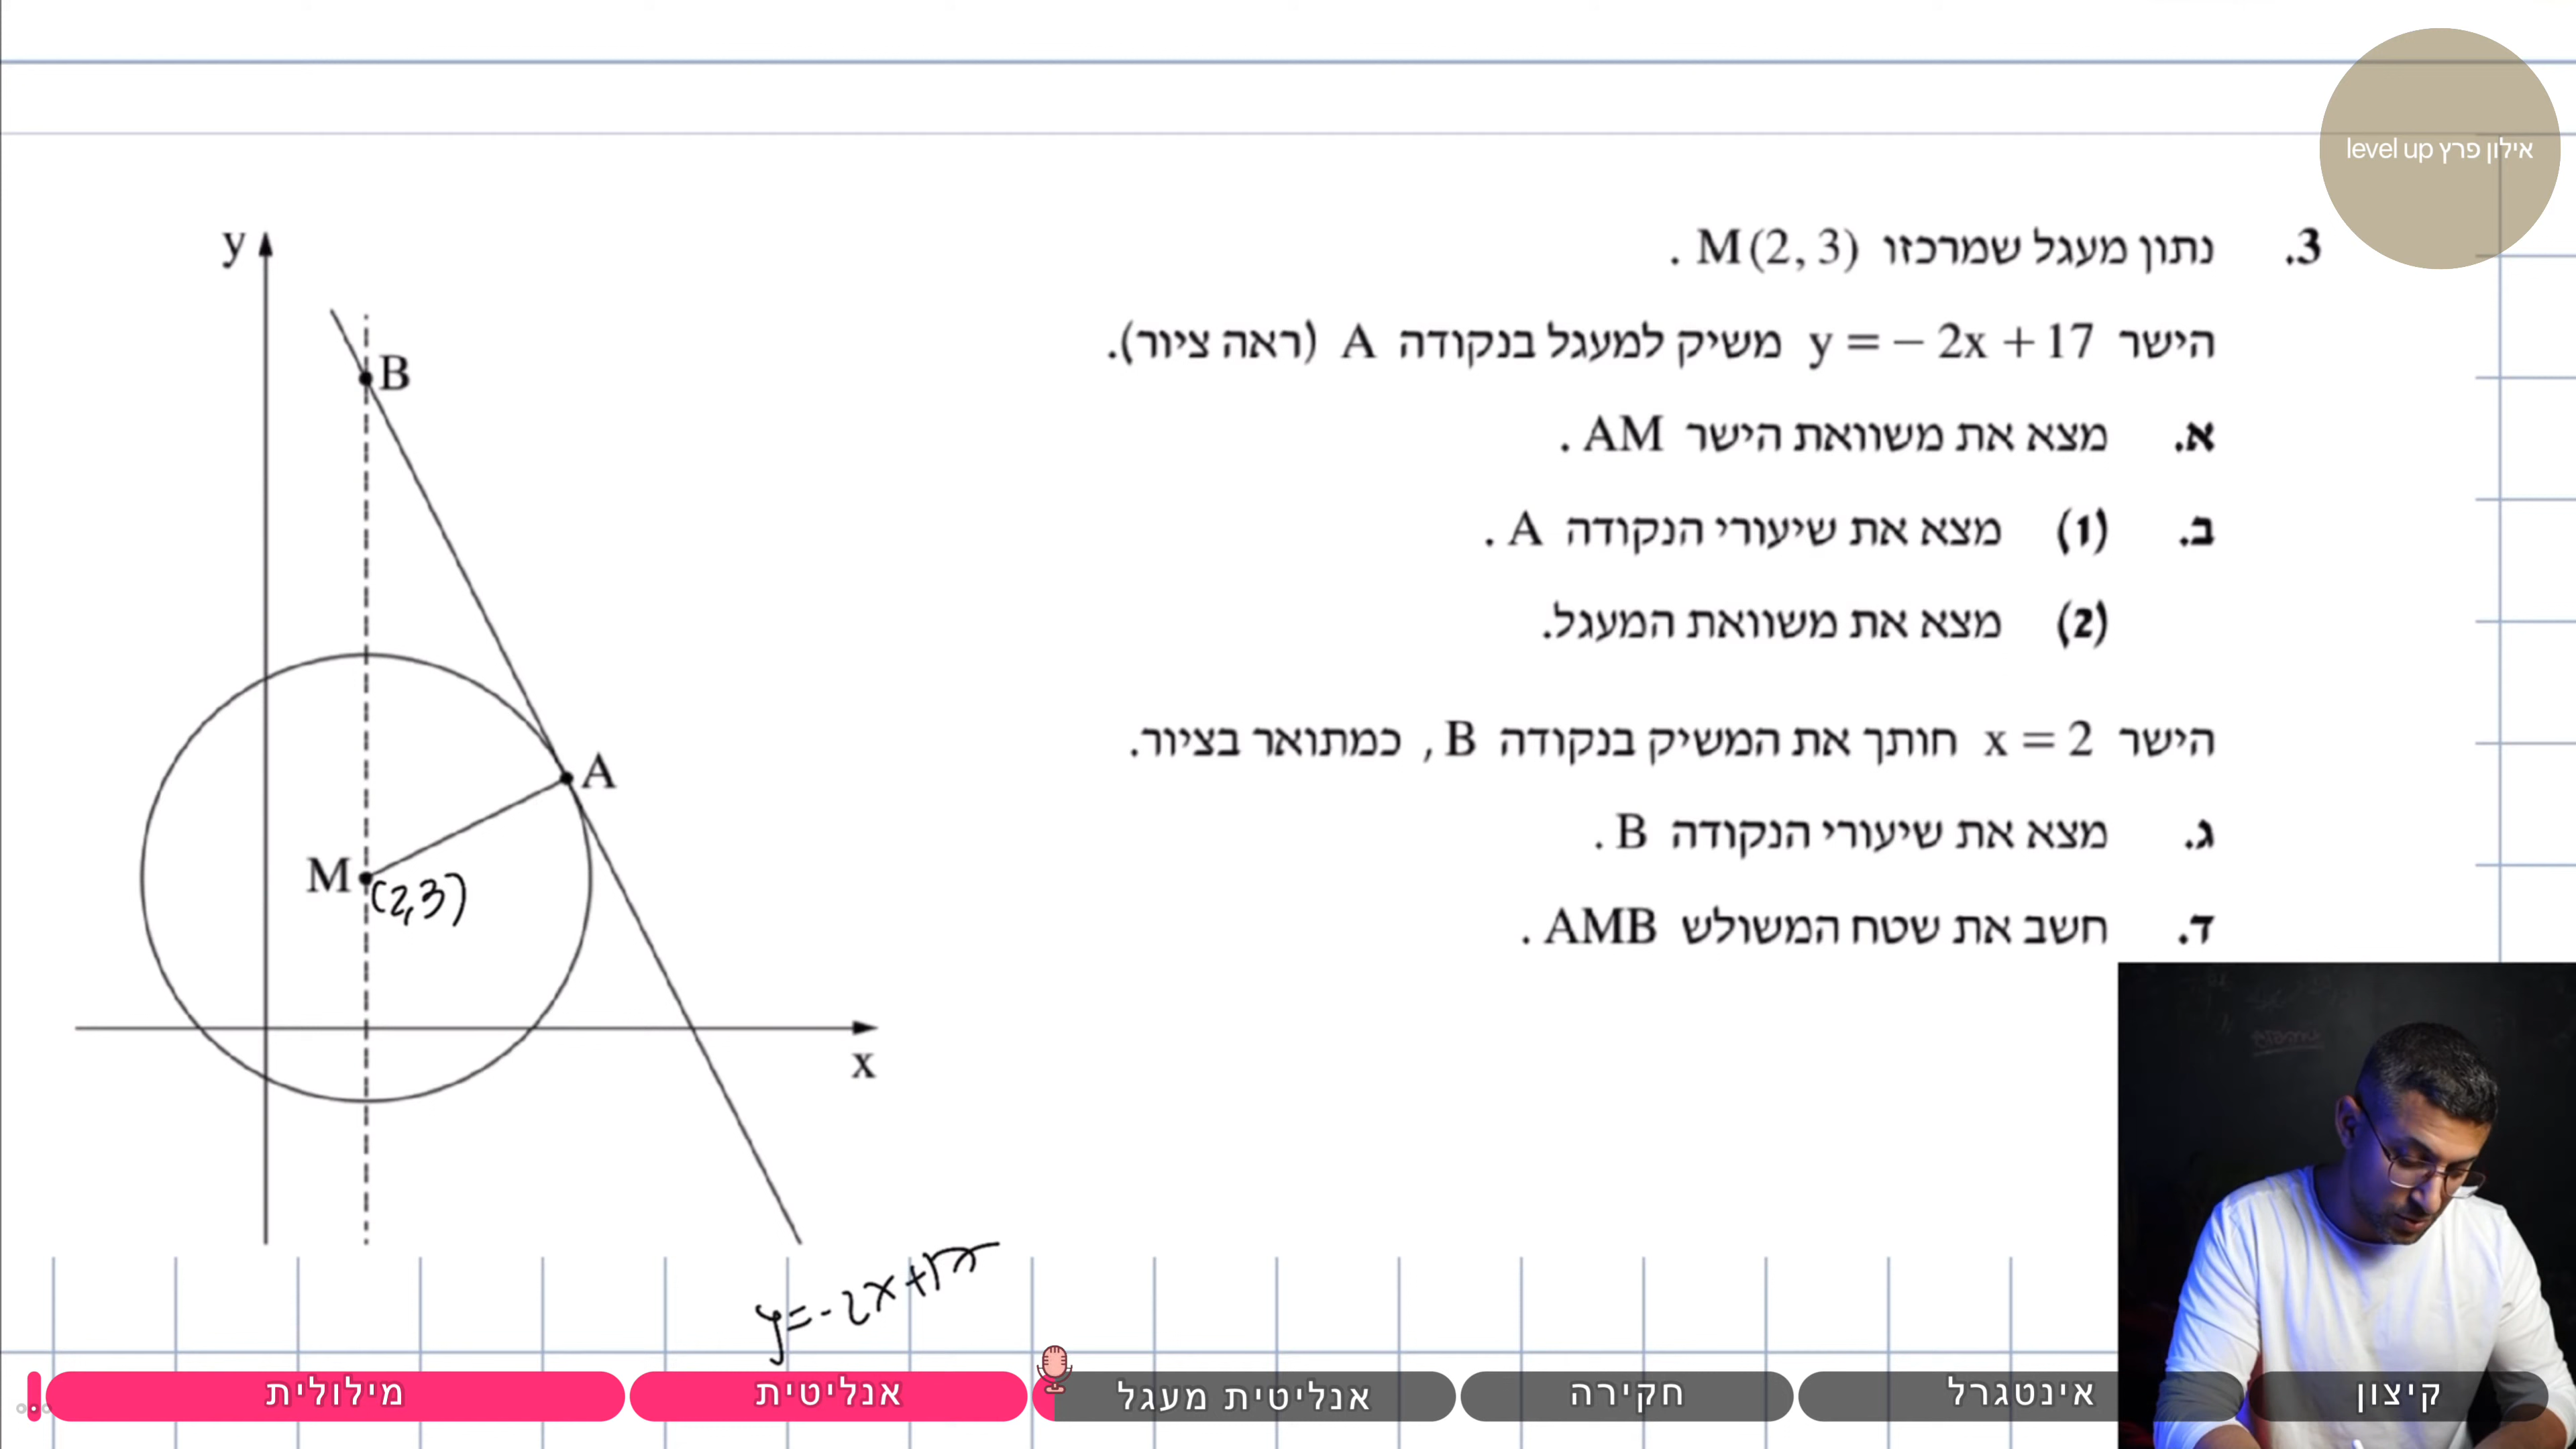 אילון פרץ level up
3. נתון מעגל שמרכזו M(2, 3) .
הישר y = − 2x + 17 משיק למעגל בנקודה A (ראה ציור).
א. מצא את משוואת הישר AM .
ב. (1) מצא את שיעורי הנקודה A .
(2) מצא את משוואת המעגל.
הישר x = 2 חותך את המשיק בנקודה B , כמתואר בציור.
ג. מצא את שיעורי הנקודה B .
ד. חשב את שטח המשולש AMB .
y
B
A
M
(2,3)
x
y=-2x+17
מילולית
אנליטית
אנליטית מעגל
חקירה
אינטגרל
קיצון